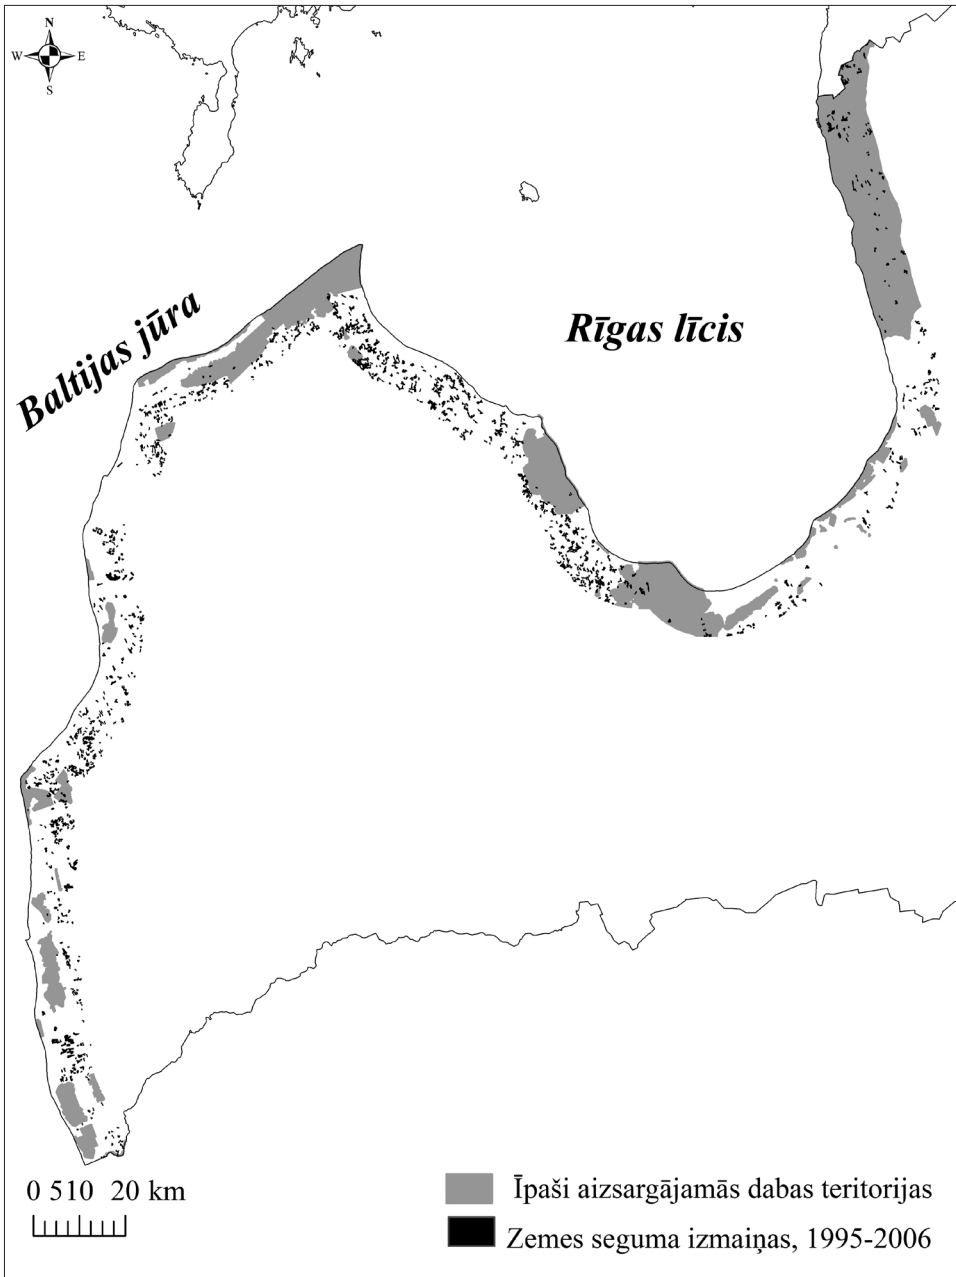 N
W E
S
Baltijas jūra
Rīgas līcis
0 510 20 km
Īpaši aizsargājamās dabas teritorijas
Zemes seguma izmaiņas, 1995-2006